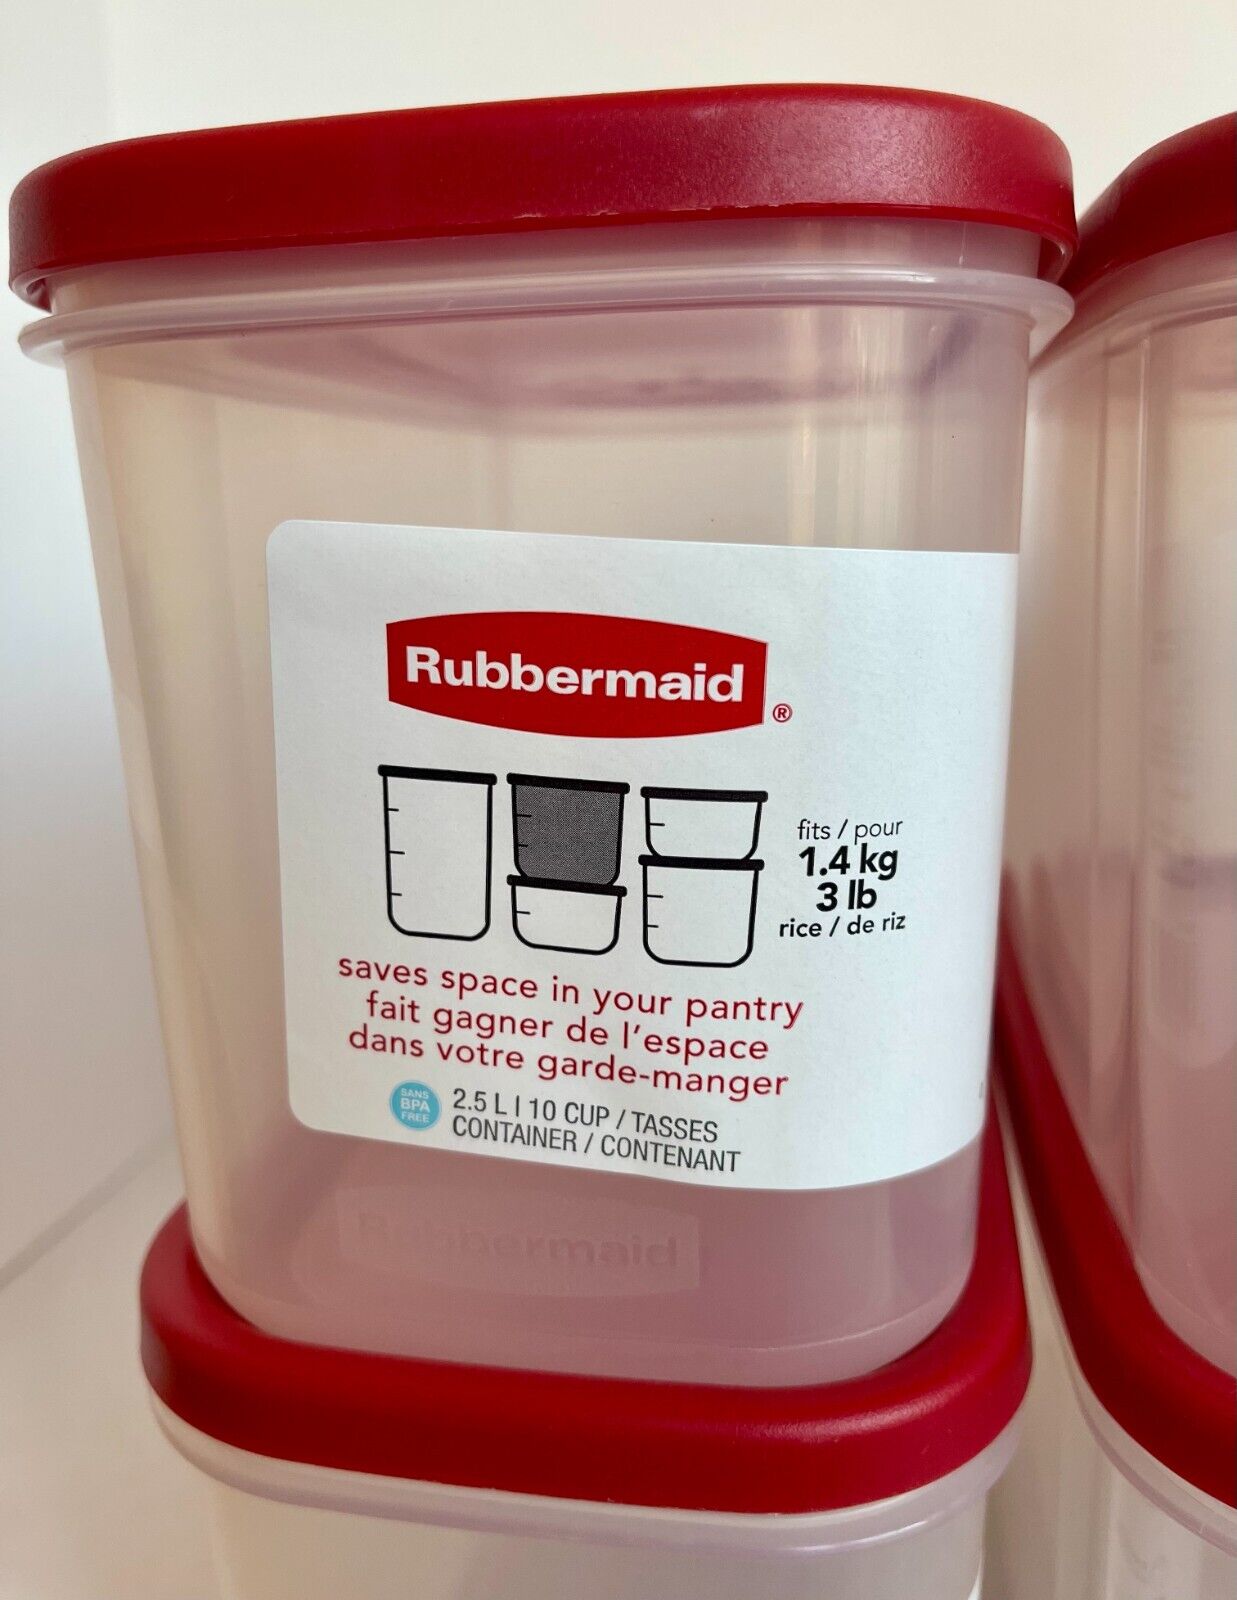 Rubbermaid®
fits / pour
1.4 kg
3 lb
rice / de riz
saves space in your pantry
fait gagner de l'espace
dans votre garde-manger
SANS
BPA
FREE
2.5 L | 10 CUP / TASSES
CONTAINER / CONTENANT
Rubbermaid